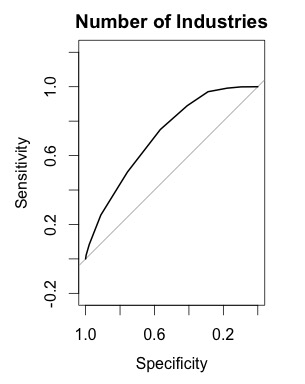 Number of Industries
Sensitivity
1.0
0.6
0.2
-0.2
1.0 0.6 0.2
Specificity